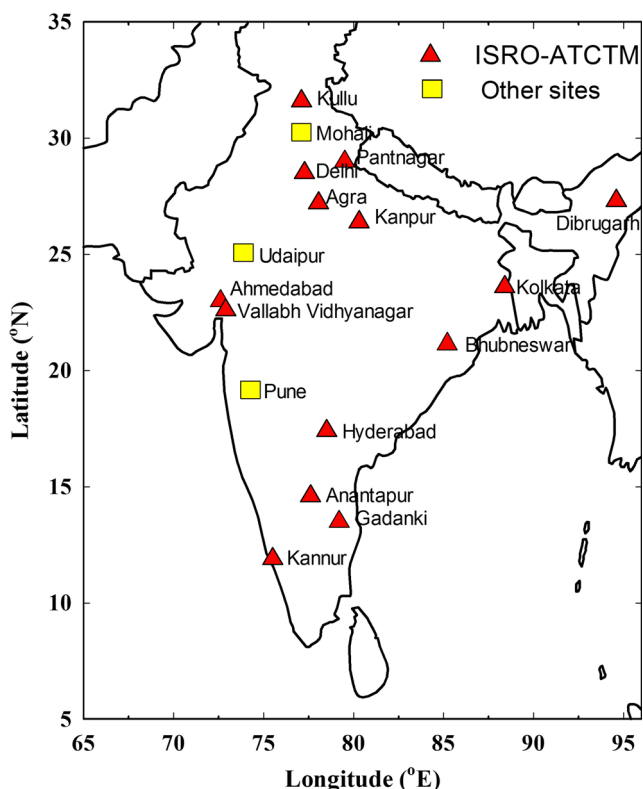 35
ISRO-ATCTM
Other sites
Kullu
30
Mohali
Pantnagar
Delhi
Agra
Kanpur
Dibrugarh
25
Udaipur
Ahmedabad
Kolkata
Vallabh Vidhyanagar
Bhubneswar
20
Pune
Hyderabad
15
Anantapur
Gadanki
Kannur
10
5
65 70 75 80 85 90 95
Longitude (°E)
Latitude (°N)